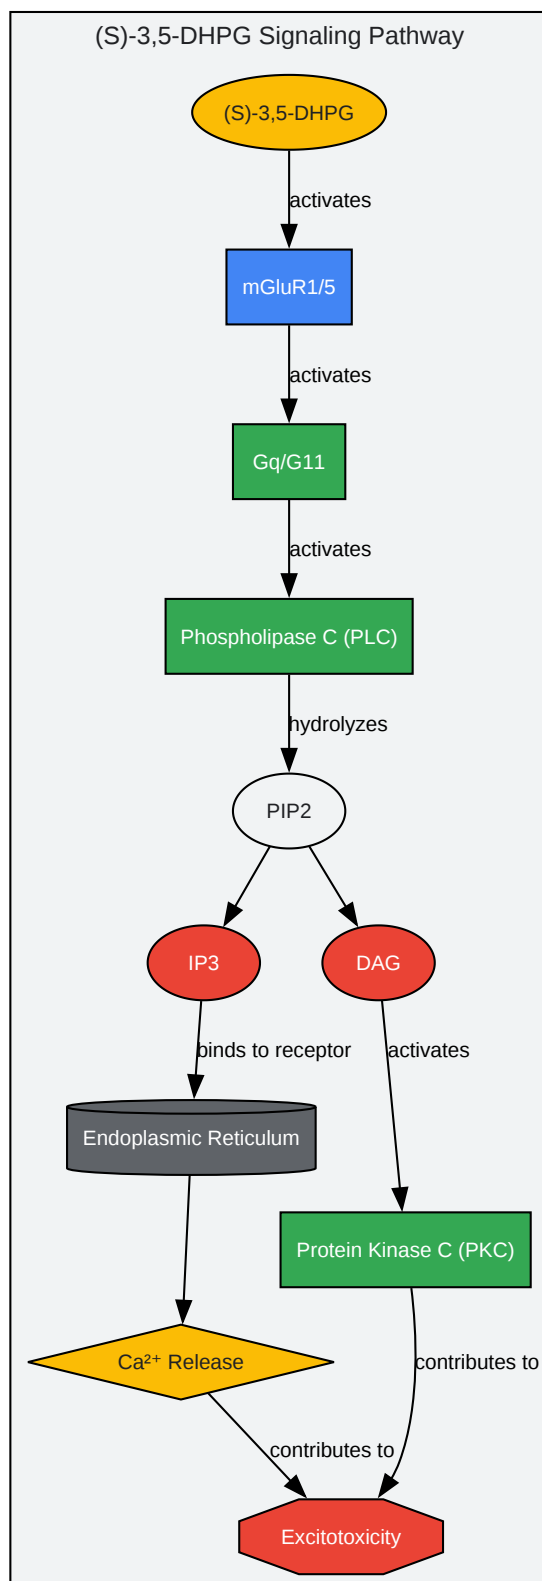 (S)-3,5-DHPG Signaling Pathway
(S)-3,5-DHPG
activates
mGluR1/5
activates
Gq/G11
activates
Phospholipase C (PLC)
hydrolyzes
PIP2
IP3
DAG
binds to receptor
activates
Endoplasmic Reticulum
Protein Kinase C (PKC)
Ca²⁺ Release
contributes to
contributes to
Excitotoxicity